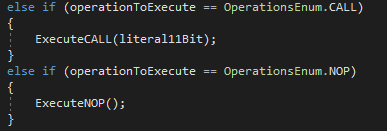 else if (operationToExecute == OperationsEnum.CALL)
{
ExecuteCALL(literal11Bit);
}
else if (operationToExecute == OperationsEnum.NOP)
{
ExecuteNOP();
}